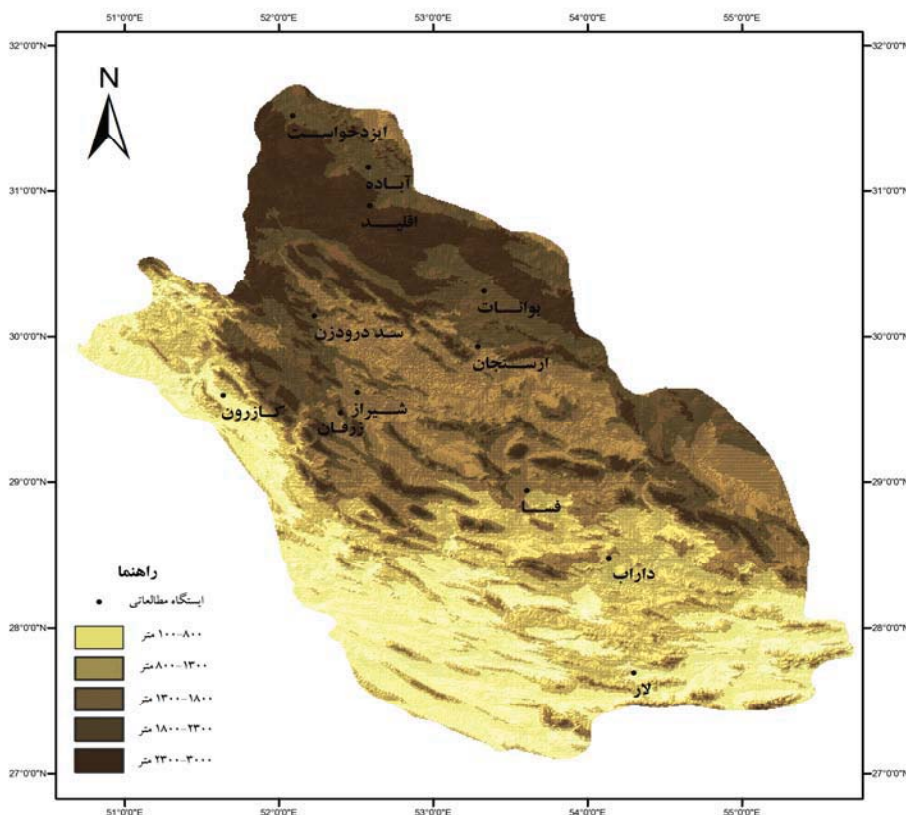 51°0'0"E 52°0'0"E 53°0'0"E 54°0'0"E 55°0'0"E
32°0'0"N 32°0'0"N
N
ایزدخواست
آباده
31°0'0"N 31°0'0"N
اقلید
بوانات
سد درودزن
30°0'0"N 30°0'0"N
ارسنجان
کازرون
شیراز
زرقان
29°0'0"N 29°0'0"N
فسا
داراب
راهنما
ایستگاه مطالعاتی
28°0'0"N 28°0'0"N
۱۰۰-۸۰۰ متر
۸۰۰-۱۳۰۰ متر
لار
۱۳۰۰-۱۸۰۰ متر
۱۸۰۰-۲۳۰۰ متر
۲۳۰۰-۳۰۰۰ متر
27°0'0"N 27°0'0"N
51°0'0"E 52°0'0"E 53°0'0"E 54°0'0"E 55°0'0"E